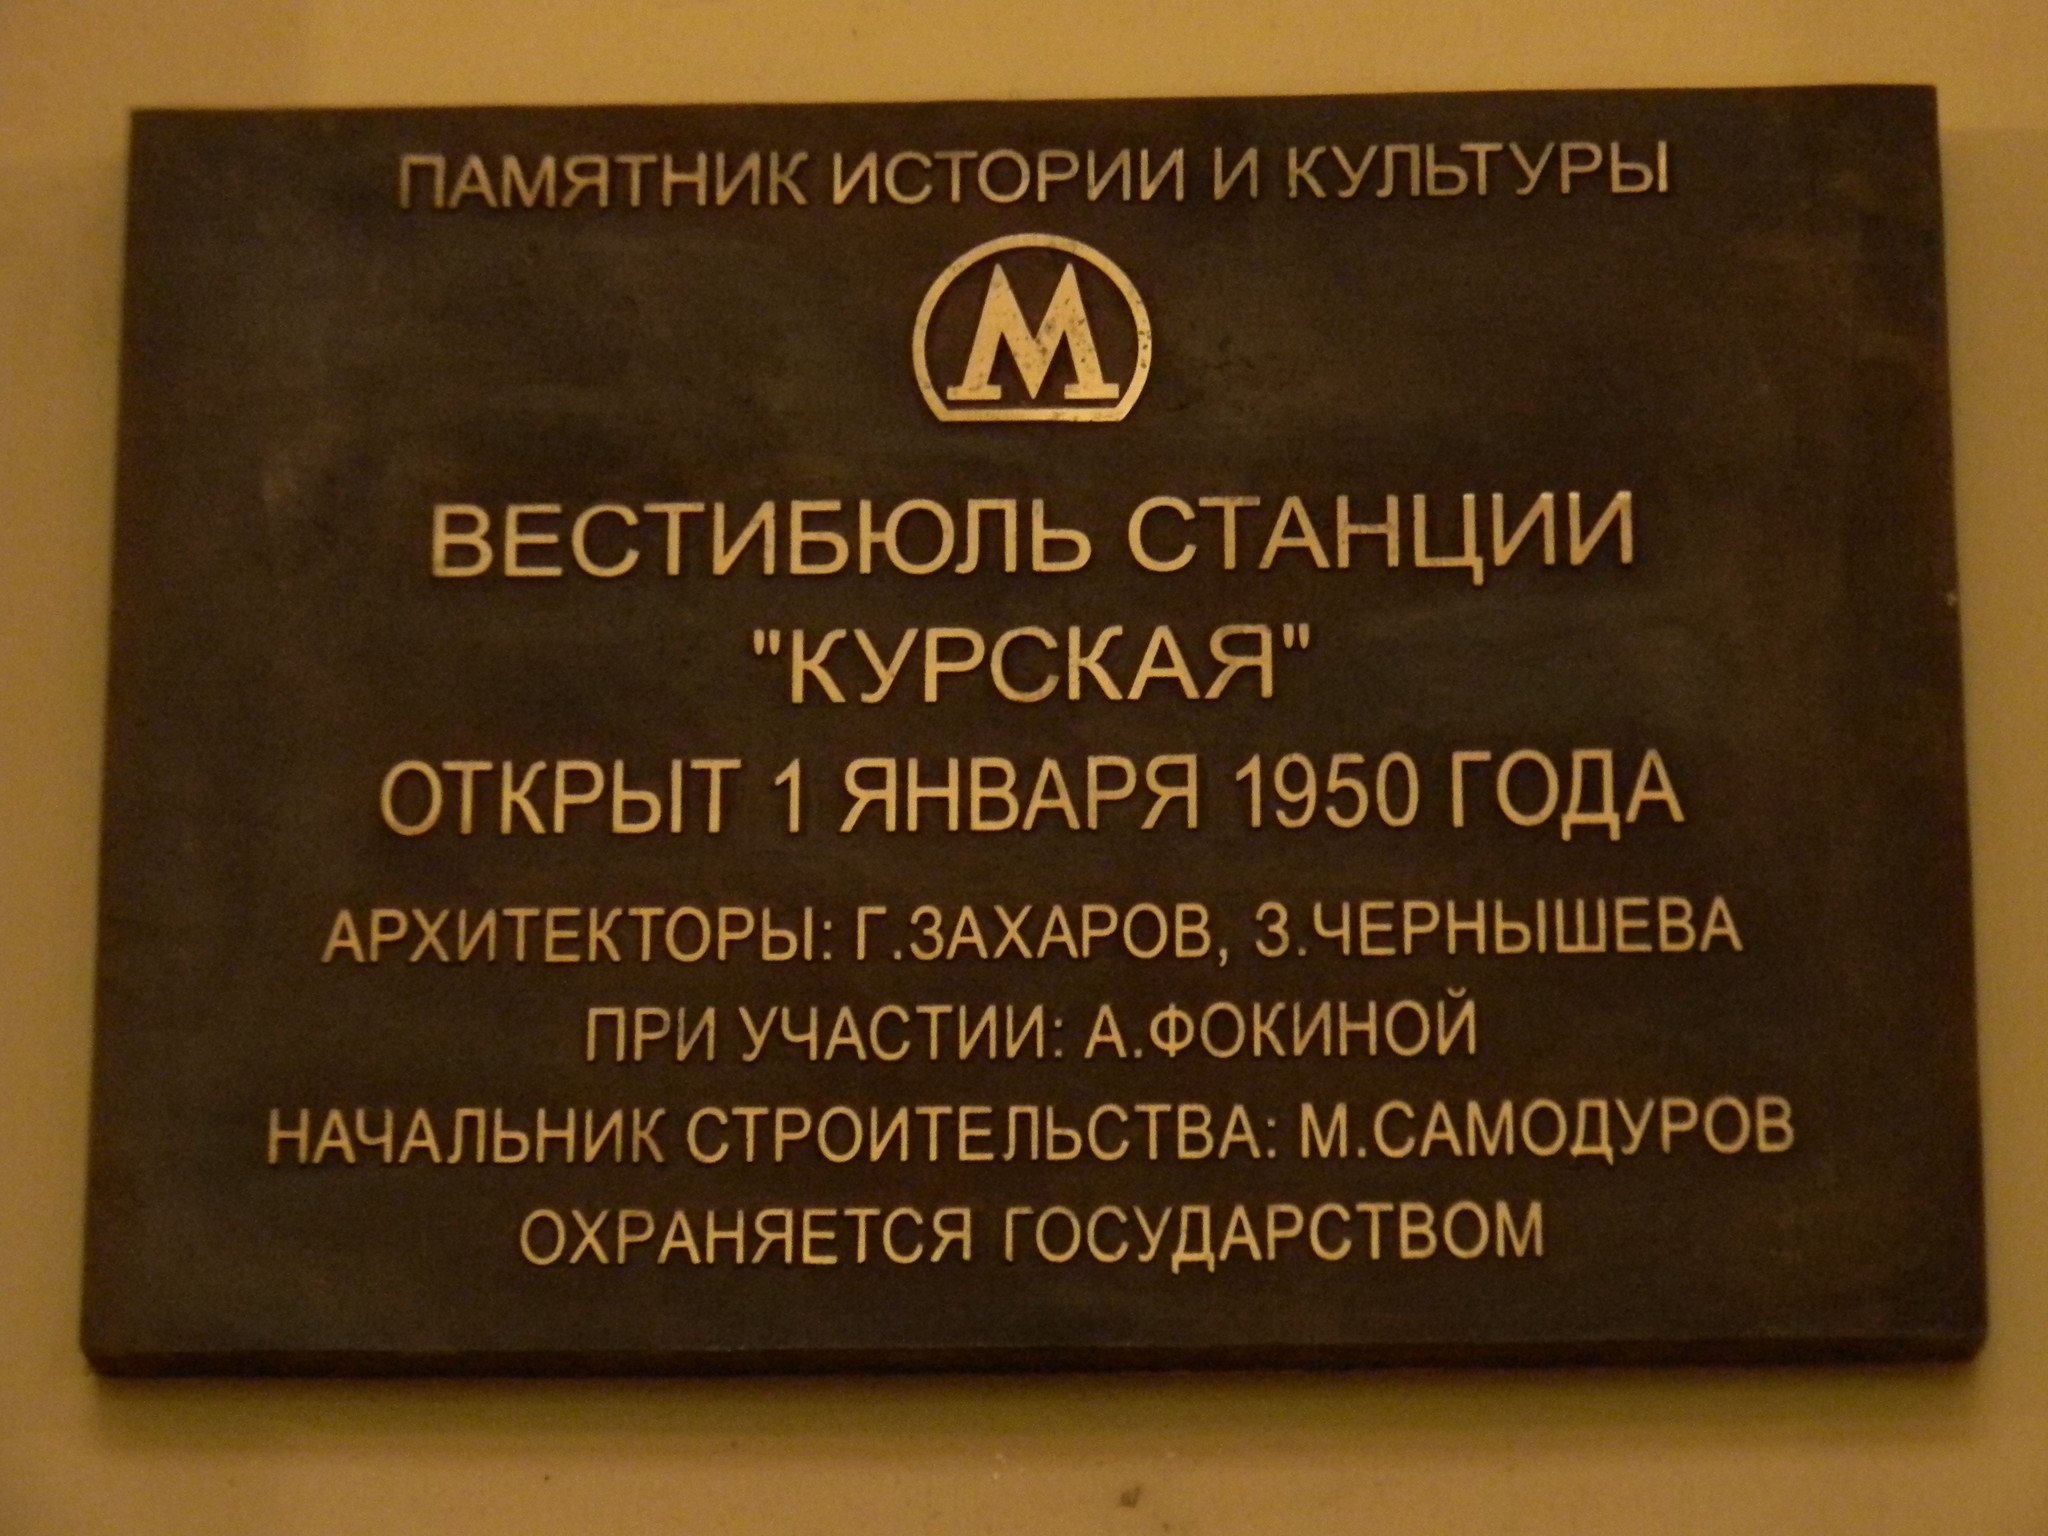 ПАМЯТНИК ИСТОРИИ И КУЛЬТУРЫ
М
ВЕСТИБЮЛЬ СТАНЦИИ
"КУРСКАЯ"
ОТКРЫТ 1 ЯНВАРЯ 1950 ГОДА
АРХИТЕКТОРЫ: Г.ЗАХАРОВ, З.ЧЕРНЫШЕВА
ПРИ УЧАСТИИ: А.ФОКИНОЙ
НАЧАЛЬНИК СТРОИТЕЛЬСТВА: М.САМОДУРОВ
ОХРАНЯЕТСЯ ГОСУДАРСТВОМ